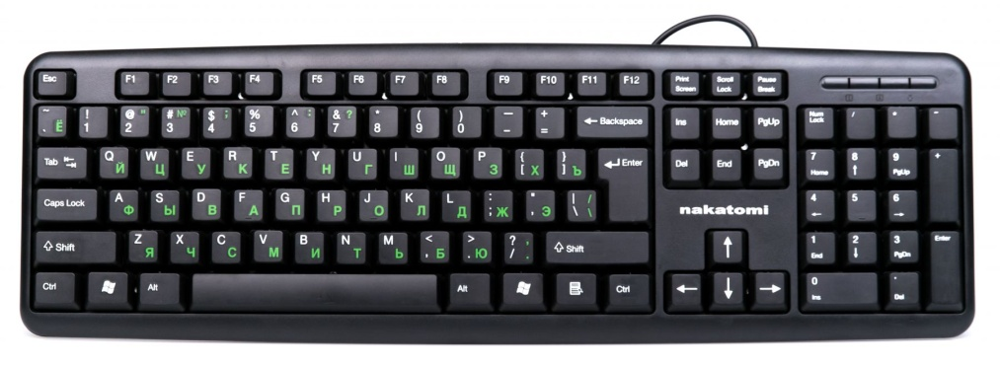 Esc F1 F2 F3 F4 F5 F6 F7 F8 F9 F10 F11 F12 Print Screen Scroll Lock Pause Break
~ ` Ё ! 1 @ " 2 # № 3 $ ; 4 % 5 ^ : 6 & ? 7 * 8 ( 9 ) 0 _ - + = ← Backspace Ins Home PgUp Num Lock / * -
Tab Q Й W Ц E У R К T Е Y Н U Г I Ш O Щ P З { [ Х } ] Ъ Enter Del End PgDn 7 Home 8 ↑ 9 PgUp +
Caps Lock A Ф S Ы D В F А G П H Р J О K Л L Д : ; Ж " ' Э | \ / nakatomi 4 ← 5 6 →
⇧ Shift Z Я X Ч C С V М B И N Т M Ь < , Б > . Ю ? / . , ⇧ Shift ↑ 1 End 2 ↓ 3 PgDn Enter
Ctrl Alt Alt Ctrl ← ↓ → 0 Ins . Del